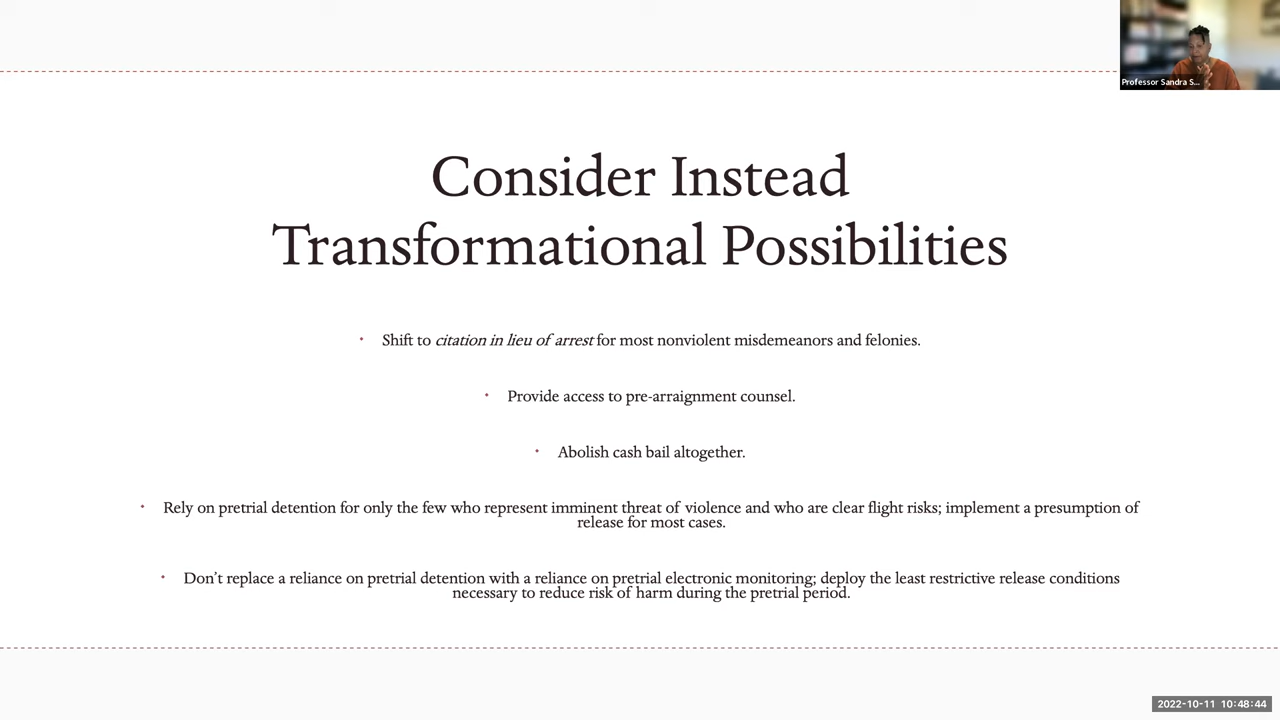 Professor Sandra S...
Consider Instead
Transformational Possibilities
• Shift to citation in lieu of arrest for most nonviolent misdemeanors and felonies.
• Provide access to pre-arraignment counsel.
• Abolish cash bail altogether.
• Rely on pretrial detention for only the few who represent imminent threat of violence and who are clear flight risks; implement a presumption of
release for most cases.
• Don’t replace a reliance on pretrial detention with a reliance on pretrial electronic monitoring; deploy the least restrictive release conditions
necessary to reduce risk of harm during the pretrial period.
2022-10-11 10:48:44